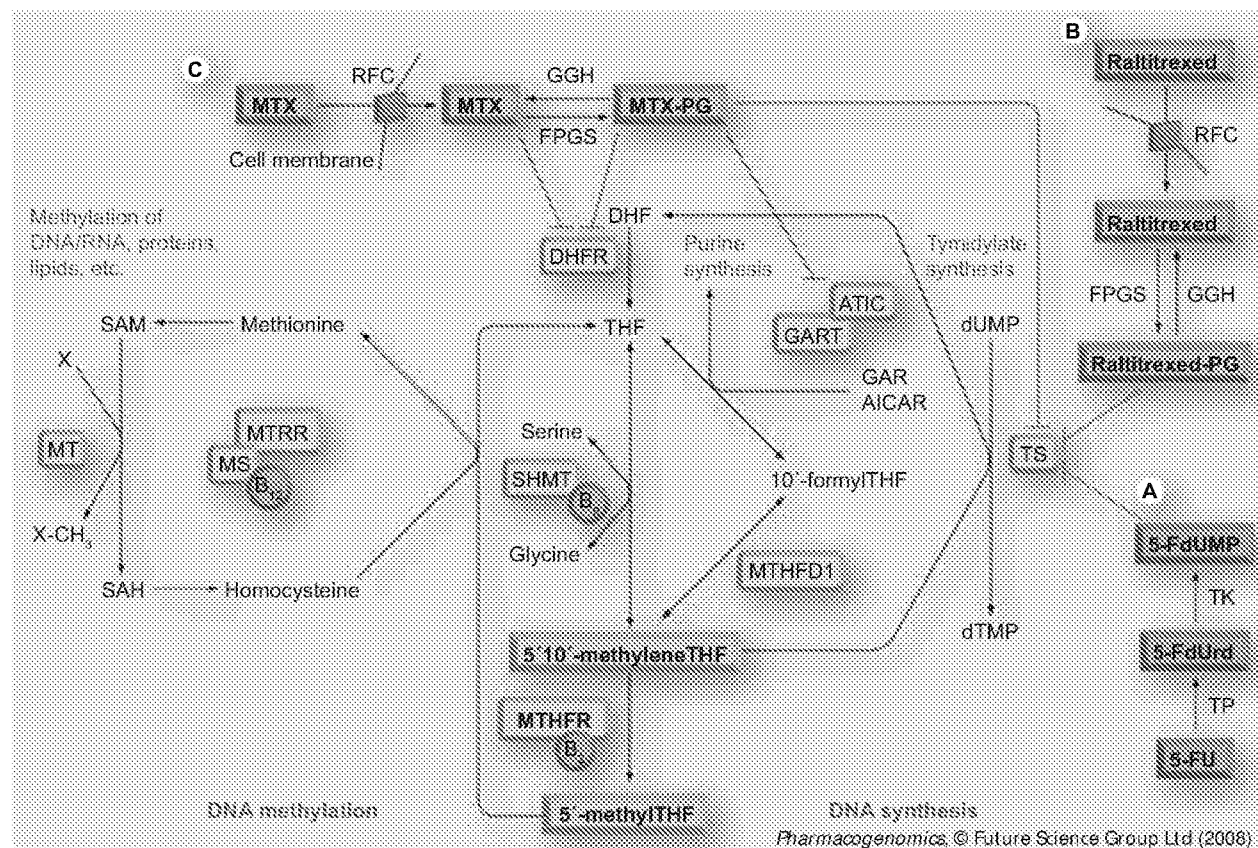 C
RFC
GGH
MTX
MTX
MTX-PG
FPGS
Cell membrane
B
Raltitrexed
RFC
Raltitrexed
FPGS
GGH
Raltitrexed-PG
Methylation of
DNA/RNA, proteins,
lipids, etc.
DHF
DHFR
Purine
synthesis
Tymidylate
synthesis
ATIC
GART
SAM
Methionine
THF
dUMP
X
GAR
AICAR
MT
MTRR
MS
B12
Serine
SHMT
B6
10´-formylTHF
TS
A
X-CH3
Glycine
5-FdUMP
SAH
Homocysteine
MTHFD1
TK
dTMP
5´10´-methyleneTHF
5-FdUrd
MTHFR
B
TP
5-FU
DNA methylation
5´-methylTHF
DNA synthesis
Pharmacogenomics, © Future Science Group Ltd (2008)